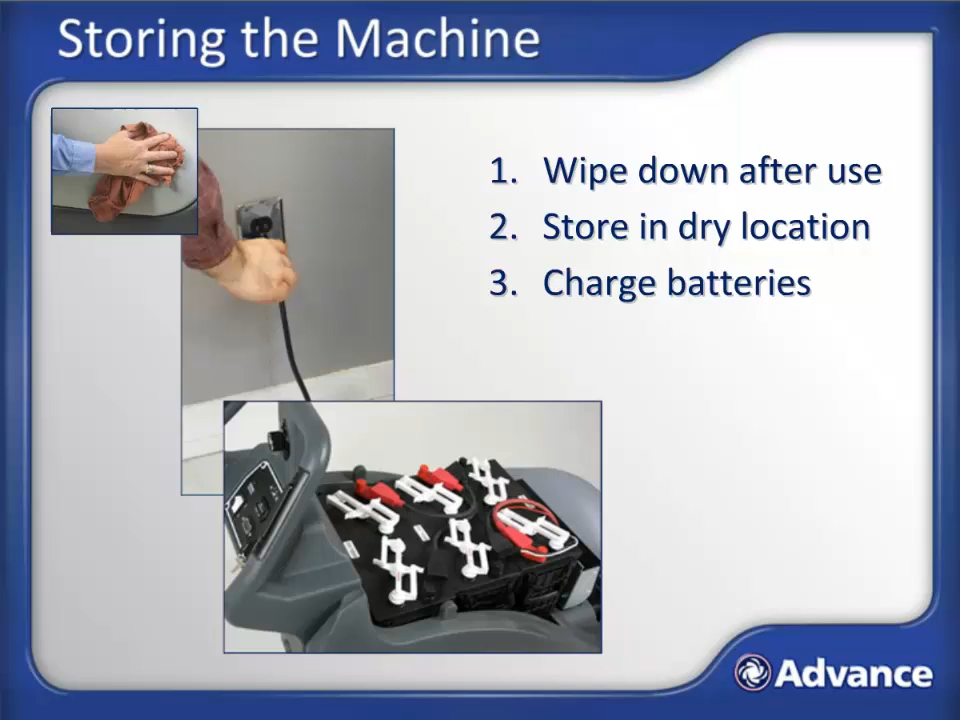 Storing the Machine
1. Wipe down after use
2. Store in dry location
3. Charge batteries
Advance